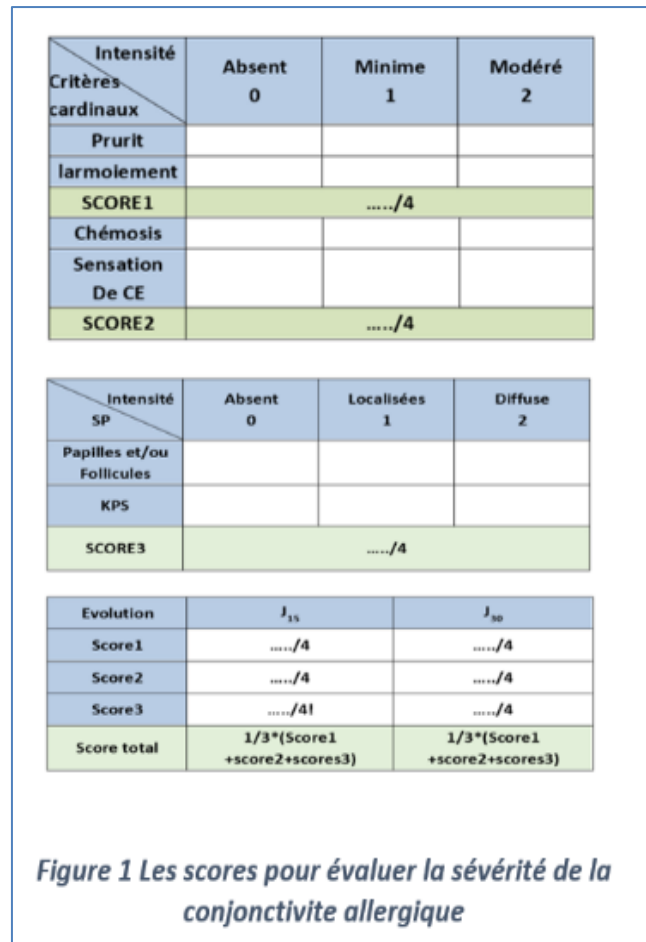 Intensité
Critères
cardinaux
Absent
0
Minime
1
Modéré
2
Prurit
larmoiement
SCORE1
...../4
Chémosis
Sensation
De CE
SCORE2
...../4
Intensité
SP
Absent
0
Localisées
1
Diffuse
2
Papilles et/ou
Follicules
KPS
SCORE3
...../4
Evolution
J15
J30
Score1
...../4
...../4
Score2
...../4
...../4
Score3
...../4!
...../4
Score total
1/3*(Score1
+score2+scores3)
1/3*(Score1
+score2+scores3)
Figure 1 Les scores pour évaluer la sévérité de la
conjonctivite allergique